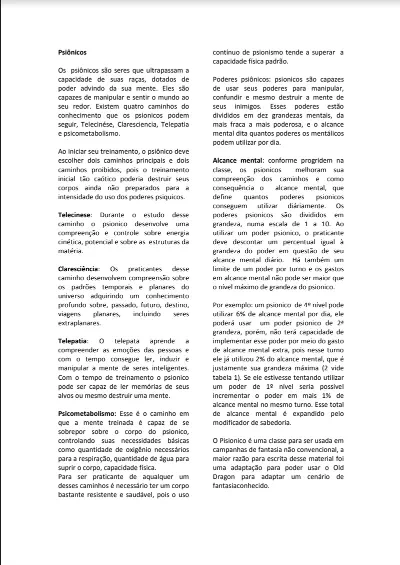 Psiônicos
Os psiônicos são seres que ultrapassam a
capacidade de suas raças, dotados de
poder advindo da sua mente. Eles são
capazes de manipular e sentir o mundo ao
seu redor. Existem quatro caminhos do
conhecimento que os psionicos podem
seguir, Telecinése, Claresciencia, Telepatia
e psicometabolismo.
Ao iniciar seu treinamento, o psiônico deve
escolher dois caminhos principais e dois
caminhos proibidos, pois o treinamento
inicial tão caótico poderia destruir seus
corpos ainda não preparados para a
intensidade do uso dos poderes psíquicos.
Telecinese: Durante o estudo desse
caminho o psionico desenvolve uma
compreensão e controle sobre energia
cinética, potencial e sobre as estruturas da
matéria.
Claresciência: Os praticantes desse
caminho desenvolvem compreensão sobre
os padrões temporais e planares do
universo adquirindo um conhecimento
profundo sobre, passado, futuro, destino,
viagens planares, incluindo seres
extraplanares.
Telepatia: O telepata aprende a
compreender as emoções das pessoas e
com o tempo consegue ler, induzir e
manipular a mente de seres inteligentes.
Com o tempo de treinamento o psionico
pode ser capaz de ler memórias de seus
alvos ou mesmo destruir uma mente.
Psicometabolismo: Esse é o caminho em
que a mente treinada é capaz de se
sobrepor sobre o corpo do psionico,
controlando suas necessidades básicas
como quantidade de oxigênio necessários
para a respiração, quantidade de água para
suprir o corpo, capacidade física.
Para ser praticante de aqualquer um
desses caminhos é necessário ter um corpo
bastante resistente e saudável, pois o uso
contínuo de psionismo tende a superar a
capacidade física padrão.
Poderes psiônicos: psionicos são capazes
de usar seus poderes para manipular,
confundir e mesmo destruir a mente de
seus inimigos. Esses poderes estão
divididos em dez grandezas mentais, da
mais fraca a mais poderosa, e o alcance
mental dita quantos poderes os mentálicos
podem utilizar por dia.
Alcance mental: conforme progridem na
classe, os psionicos melhoram sua
compreensão dos caminhos e como
consequência o alcance mental, que
define quantos poderes psionicos
conseguem utilizar diáriamente. Os
poderes psionicos são divididos em
grandeza, numa escala de 1 a 10. Ao
utilizar um poder psionico, o praticante
deve descontar um percentual igual à
grandeza do poder em questão de seu
alcance mental diário. Há também um
limite de um poder por turno e os gastos
em alcance mental não pode ser maior que
o nível máximo de grandeza do psionico.
Por exemplo: um psionico de 4º nível pode
utilizar 6% de alcance mental por dia, ele
poderá usar um poder psionico de 2ª
grandeza, porém, não terá capacidade de
implementar esse poder por meio do gasto
de alcance mental extra, pois nesse turno
ele já utilizou 2% do alcance mental, que é
justamente sua grandeza máxima (2 vide
tabela 1). Se ele estivesse tentando utilizar
um poder de 1º nível seria possível
incrementar o poder em mais 1% de
alcance mental no mesmo turno. Esse total
de alcance mental é expandido pelo
modificador de sabedoria.
O Pisionico é uma classe para ser usada em
campanhas de fantasia não convencional, a
maior razão para escrita desse material foi
uma adaptação para poder usar o Old
Dragon para adaptar um cenário de
fantasiaconhecido.